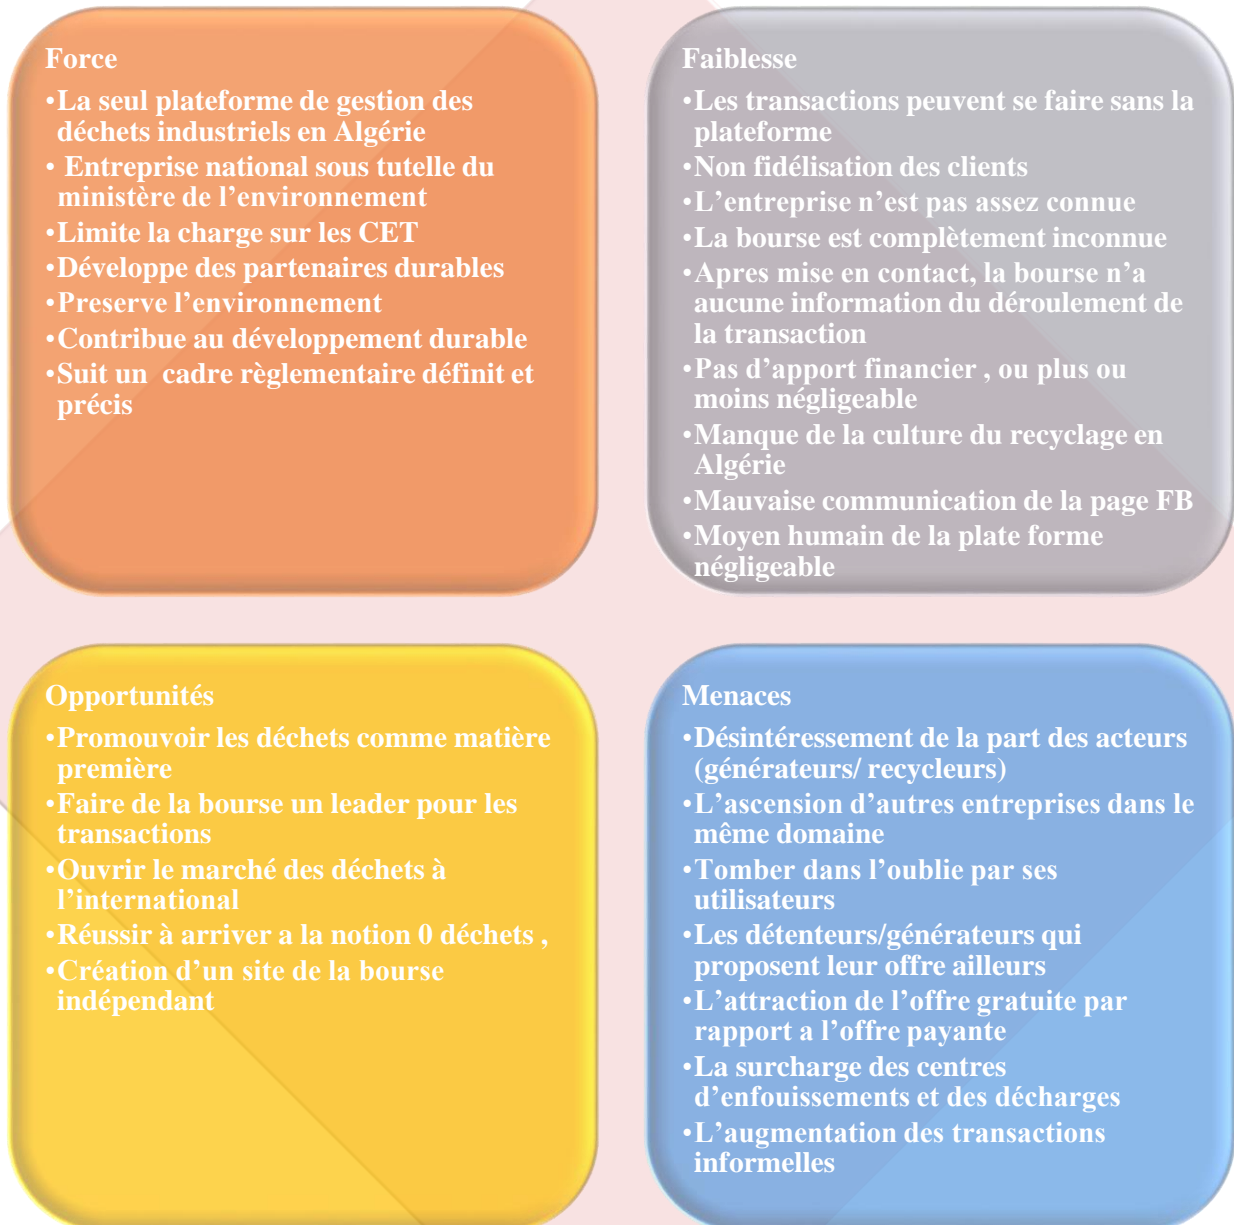 Force
•La seul plateforme de gestion des
déchets industriels en Algérie
• Entreprise national sous tutelle du
ministère de l’environnement
•Limite la charge sur les CET
•Développe des partenaires durables
•Preserve l’environnement
•Contribue au développement durable
•Suit un cadre règlementaire définit et
précis
Faiblesse
•Les transactions peuvent se faire sans la
plateforme
•Non fidélisation des clients
•L’entreprise n’est pas assez connue
•La bourse est complètement inconnue
•Apres mise en contact, la bourse n’a
aucune information du déroulement de
la transaction
•Pas d’apport financier , ou plus ou
moins négligeable
•Manque de la culture du recyclage en
Algérie
•Mauvaise communication de la page FB
•Moyen humain de la plate forme
négligeable
Opportunités
•Promouvoir les déchets comme matière
première
•Faire de la bourse un leader pour les
transactions
•Ouvrir le marché des déchets à
l’international
•Réussir à arriver a la notion 0 déchets ,
•Création d’un site de la bourse
indépendant
Menaces
•Désintéressement de la part des acteurs
(générateurs/ recycleurs)
•L’ascension d’autres entreprises dans le
même domaine
•Tomber dans l’oublie par ses
utilisateurs
•Les détenteurs/générateurs qui
proposent leur offre ailleurs
•L’attraction de l’offre gratuite par
rapport a l’offre payante
•La surcharge des centres
d’enfouissements et des décharges
•L’augmentation des transactions
informelles